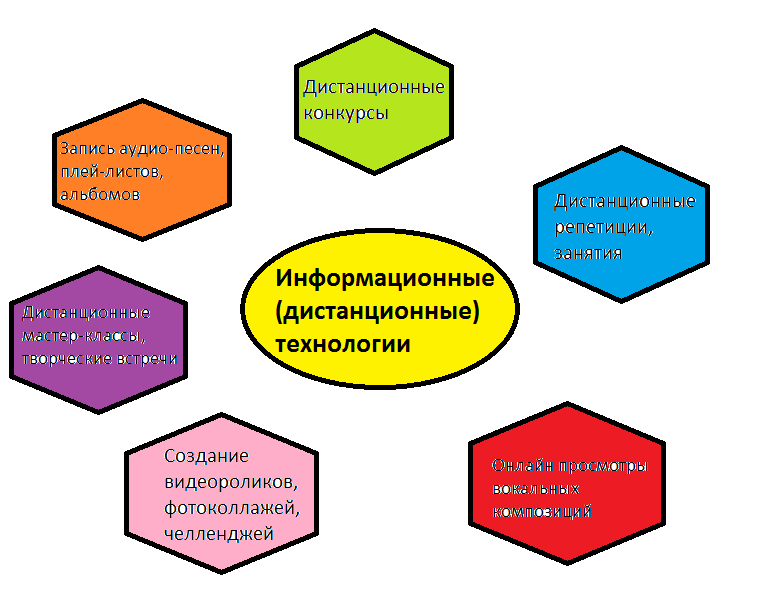 Дистанционные
конкурсы
Запись аудио-песен,
плей-листов,
альбомов
Дистанционные
репетиции,
занятия
Информационные
(дистанционные)
технологии
Дистанционные
мастер-классы,
творческие встречи
Создание
видеороликов,
фотоколлажей,
челленджей
Онлайн просмотры
вокальных
композиций